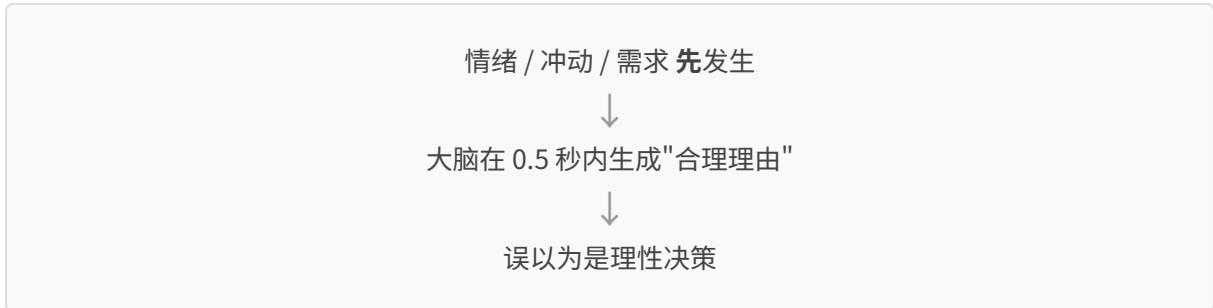 情绪 / 冲动 / 需求 先发生
↓
大脑在 0.5 秒内生成"合理理由"
↓
误以为是理性决策